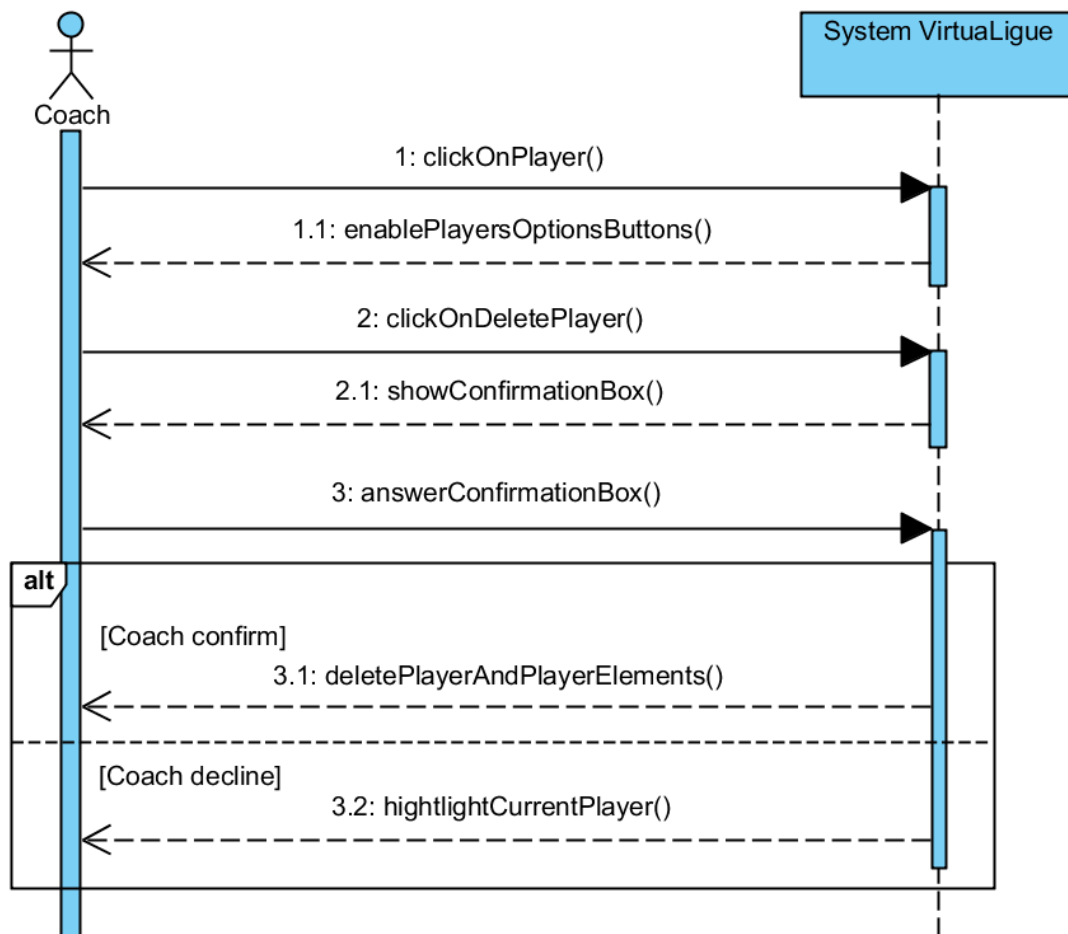 System VirtuaLigue
Coach
1: clickOnPlayer()
1.1: enablePlayersOptionsButtons()
2: clickOnDeletePlayer()
2.1: showConfirmationBox()
3: answerConfirmationBox()
alt
[Coach confirm]
3.1: deletePlayerAndPlayerElements()
[Coach decline]
3.2: hightlightCurrentPlayer()